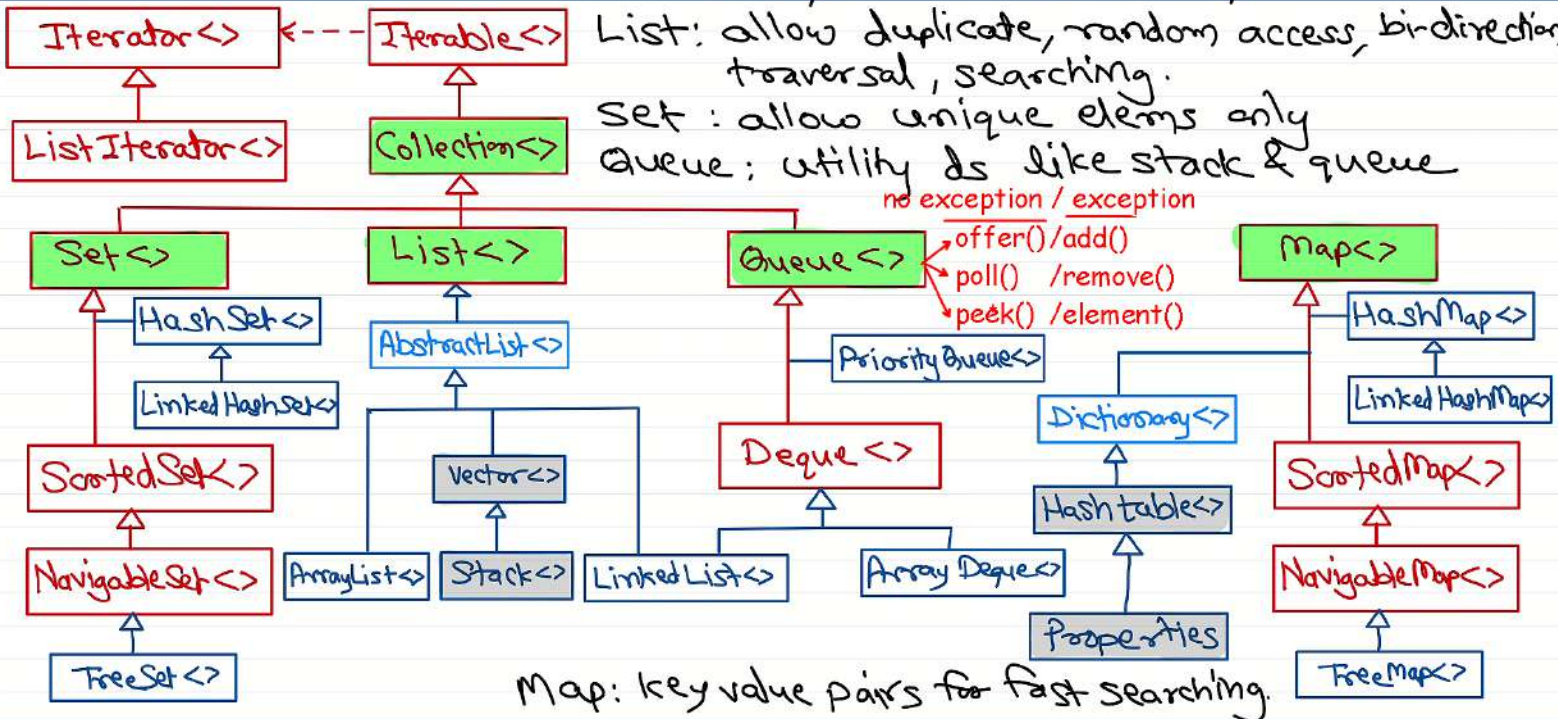 Iterator<> Iterable<> List: allow duplicate, random access, bi-direction
traversal, searching.
ListIterator<> Collection<> Set: allow unique elems only
Queue: utility ds like stack & queue
no exception / exception
Set<> List<> Queue<> offer()/add() Map<>
poll() /remove()
peek() /element()
HashSet<> AbstractList<> PriorityQueue<> HashMap<>
LinkedHashSet<> Dictionary<> LinkedHashMap<>
SortedSet<> Vector<> Deque<> Hashtable<> SortedMap<>
NavigableSet<> ArrayList<> Stack<> LinkedList<> ArrayDeque<> NavigableMap<>
Properties
TreeSet<> TreeMap<>
Map: key value pairs for fast searching.